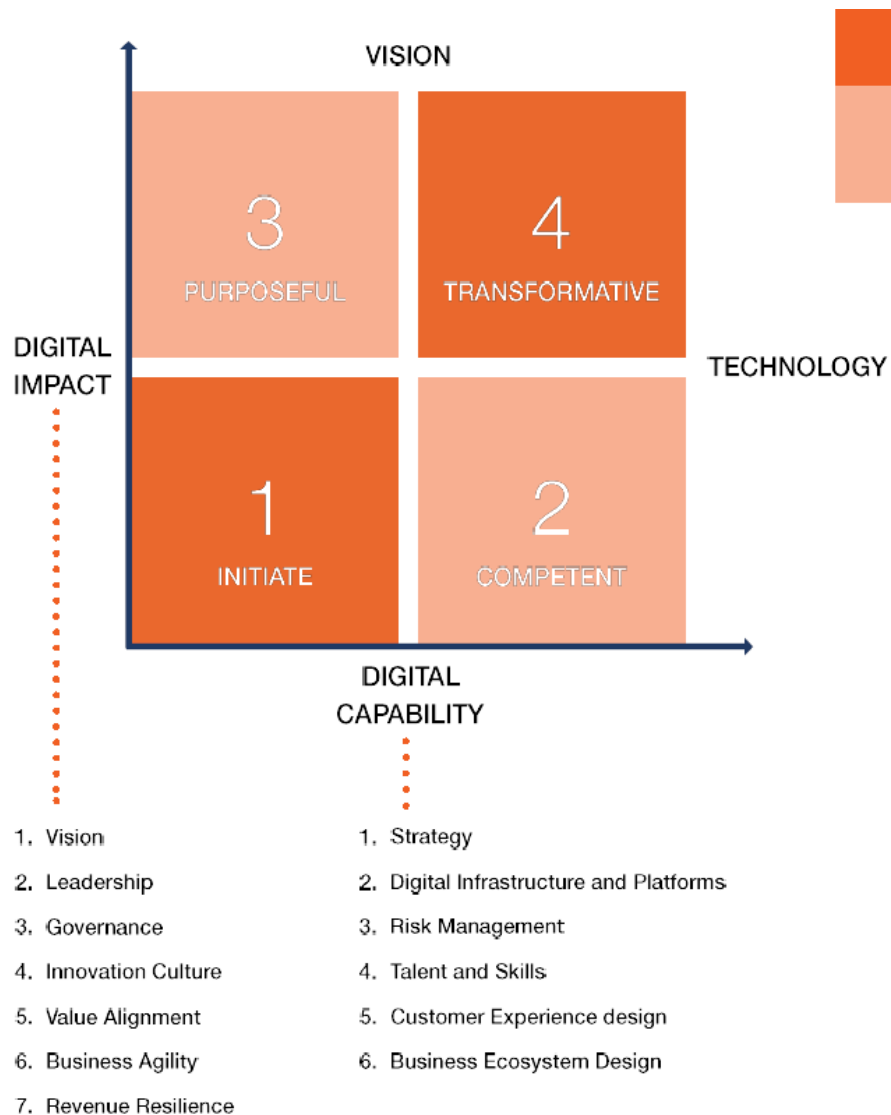 VISION
3
PURPOSEFUL
4
TRANSFORMATIVE
DIGITAL
IMPACT
TECHNOLOGY
1
INITIATE
2
COMPETENT
DIGITAL
CAPABILITY
1. Vision
2. Leadership
3. Governance
4. Innovation Culture
5. Value Alignment
6. Business Agility
7. Revenue Resilience
1. Strategy
2. Digital Infrastructure and Platforms
3. Risk Management
4. Talent and Skills
5. Customer Experience design
6. Business Ecosystem Design